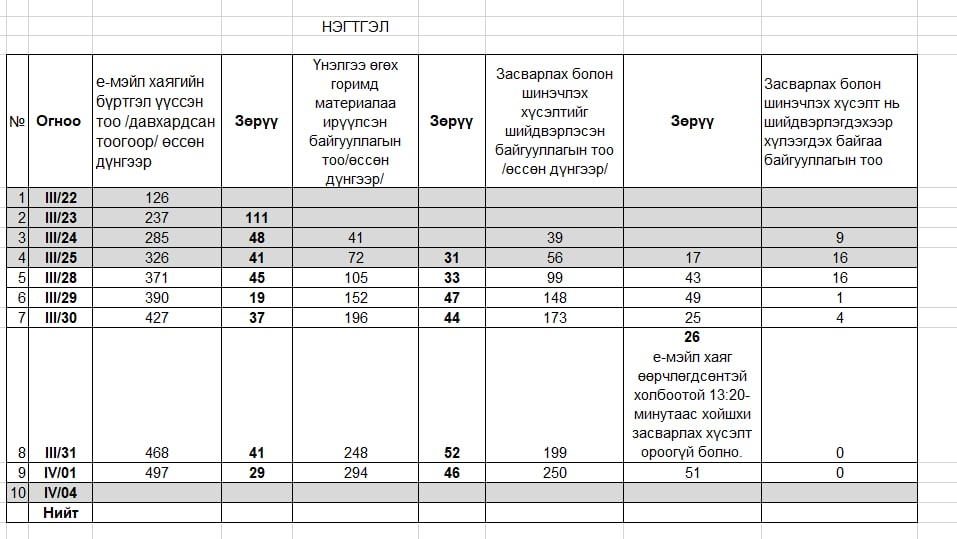 НЭГТГЭЛ
№ Огноо е-мэйл хаягийн бүртгэл үүссэн тоо /давхардсан тоогоор/ өссөн дүнгээр Зөрүү Үнэлгээ өгөх горимд материалаа ирүүлсэн байгууллагын тоо/өссөн дүнгээр/ Зөрүү Засварлах болон шинэчлэх хүсэлтийг шийдвэрлэсэн байгууллагын тоо /өссөн дүнгээр/ Зөрүү Засварлах болон шинэчлэх хүсэлт нь шийдвэрлэгдэхээр хүлээгдэх байгаа байгууллагын тоо
1 III/22 126
2 III/23 237 111
3 III/24 285 48 41 39 9
4 III/25 326 41 72 31 56 17 16
5 III/28 371 45 105 33 99 43 16
6 III/29 390 19 152 47 148 49 1
7 III/30 427 37 196 44 173 25 4
26
е-мэйл хаяг
өөрчлөгдсөнтэй
холбоотой 13:20-
минутаас хойшхи
засварлах хүсэлт
8 III/31 468 41 248 52 199 ороогүй болно. 0
9 IV/01 497 29 294 46 250 51 0
10 IV/04
Нийт